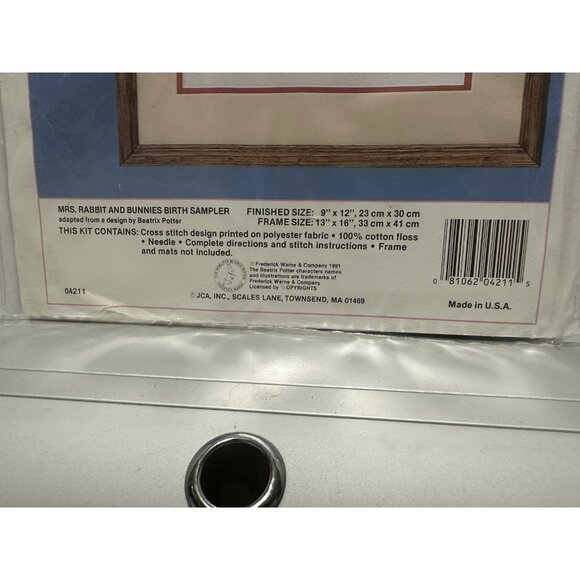 MRS. RABBIT AND BUNNIES BIRTH SAMPLER
adapted from a design by Beatrix Potter
FINISHED SIZE: 9" x 12", 23 cm x 30 cm
FRAME SIZE: 13" x 16", 33 cm x 41 cm
THIS KIT CONTAINS: Cross stitch design printed on polyester fabric • 100% cotton floss
• Needle • Complete directions and stitch instructions • Frame
and mats not included.
© Frederick Warne & Company 1991
The Beatrix Potter characters names
and illustrations are trademarks of
Frederick Warne & Company
Licensed by ©OPYRIGHTS
04211
© JCA, INC., SCALES LANE, TOWNSEND, MA 01469
0 81062 04211 5
Made in U.S.A.